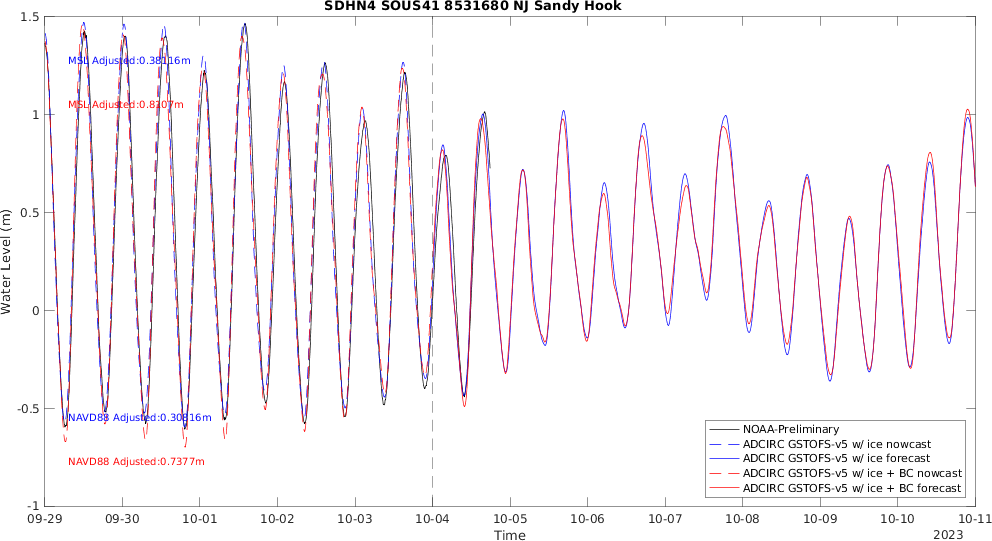 SDHN4 SOUS41 8531680 NJ Sandy Hook
1.5
MSL Adjusted:0.38116m
MSL Adjusted:0.8107m
1
0.5
Water Level (m)
0
-0.5
NAVD88 Adjusted:0.30816m
NAVD88 Adjusted:0.7377m
NOAA-Preliminary
ADCIRC GSTOFS-v5 w/ ice nowcast
ADCIRC GSTOFS-v5 w/ ice forecast
ADCIRC GSTOFS-v5 w/ ice + BC nowcast
ADCIRC GSTOFS-v5 w/ ice + BC forecast
-1
09-29 09-30 10-01 10-02 10-03 10-04 10-05 10-06 10-07 10-08 10-09 10-10 10-11
Time
2023